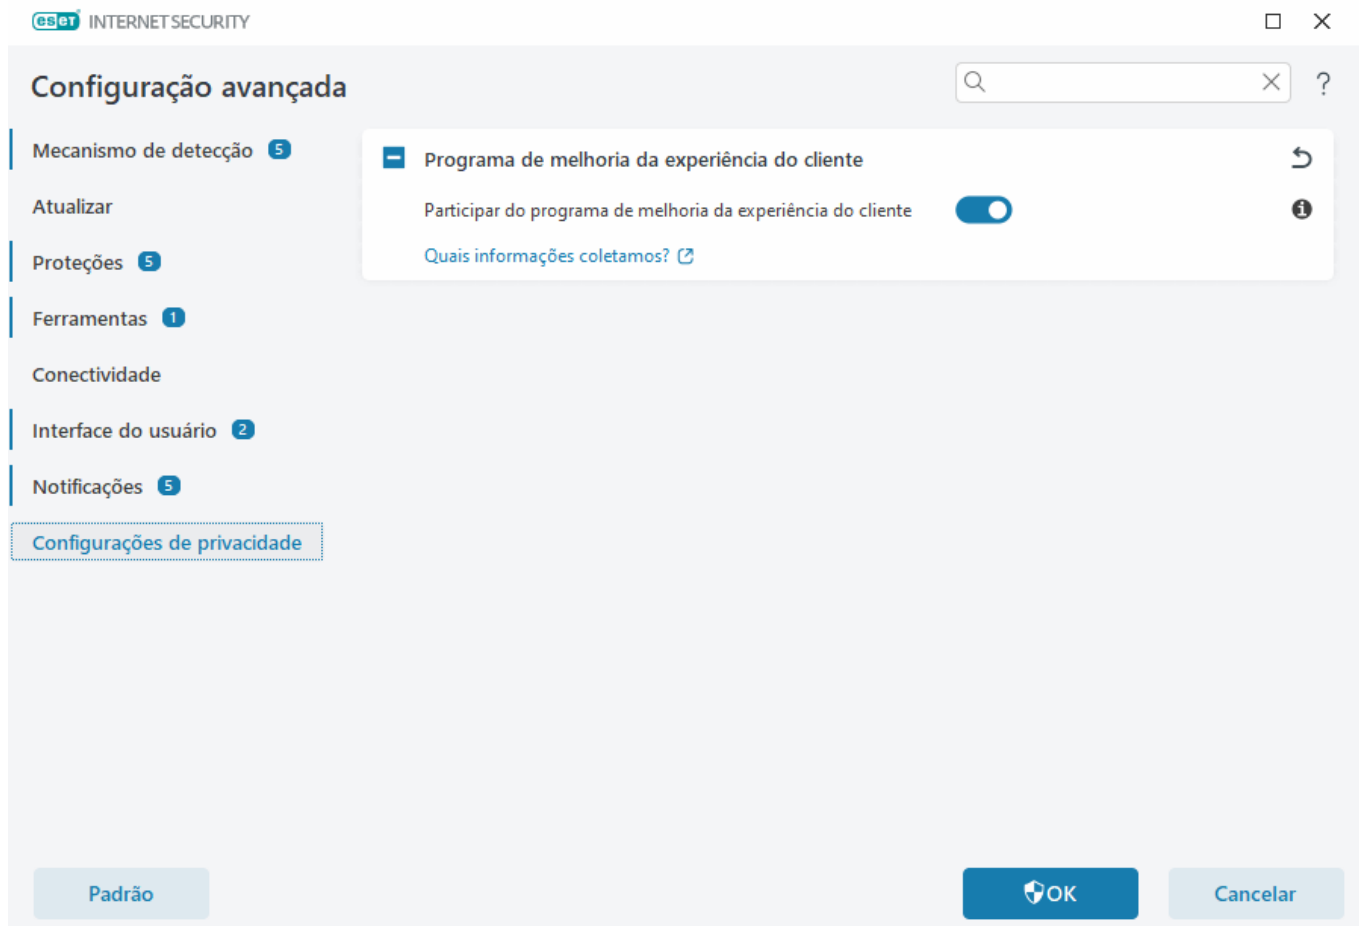 eset INTERNET SECURITY
Configuração avançada
?
Mecanismo de detecção 5
Atualizar
Proteções 5
Ferramentas 1
Conectividade
Interface do usuário 2
Notificações 5
Configurações de privacidade
Programa de melhoria da experiência do cliente
Participar do programa de melhoria da experiência do cliente
Quais informações coletamos?
Padrão
OK
Cancelar